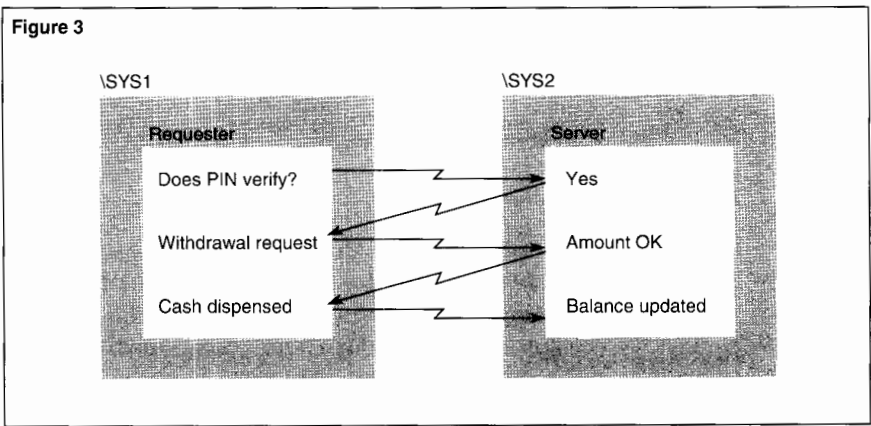 Figure 3
\SYS1
\SYS2
Requester
Server
Does PIN verify?
Yes
Withdrawal request
Amount OK
Cash dispensed
Balance updated